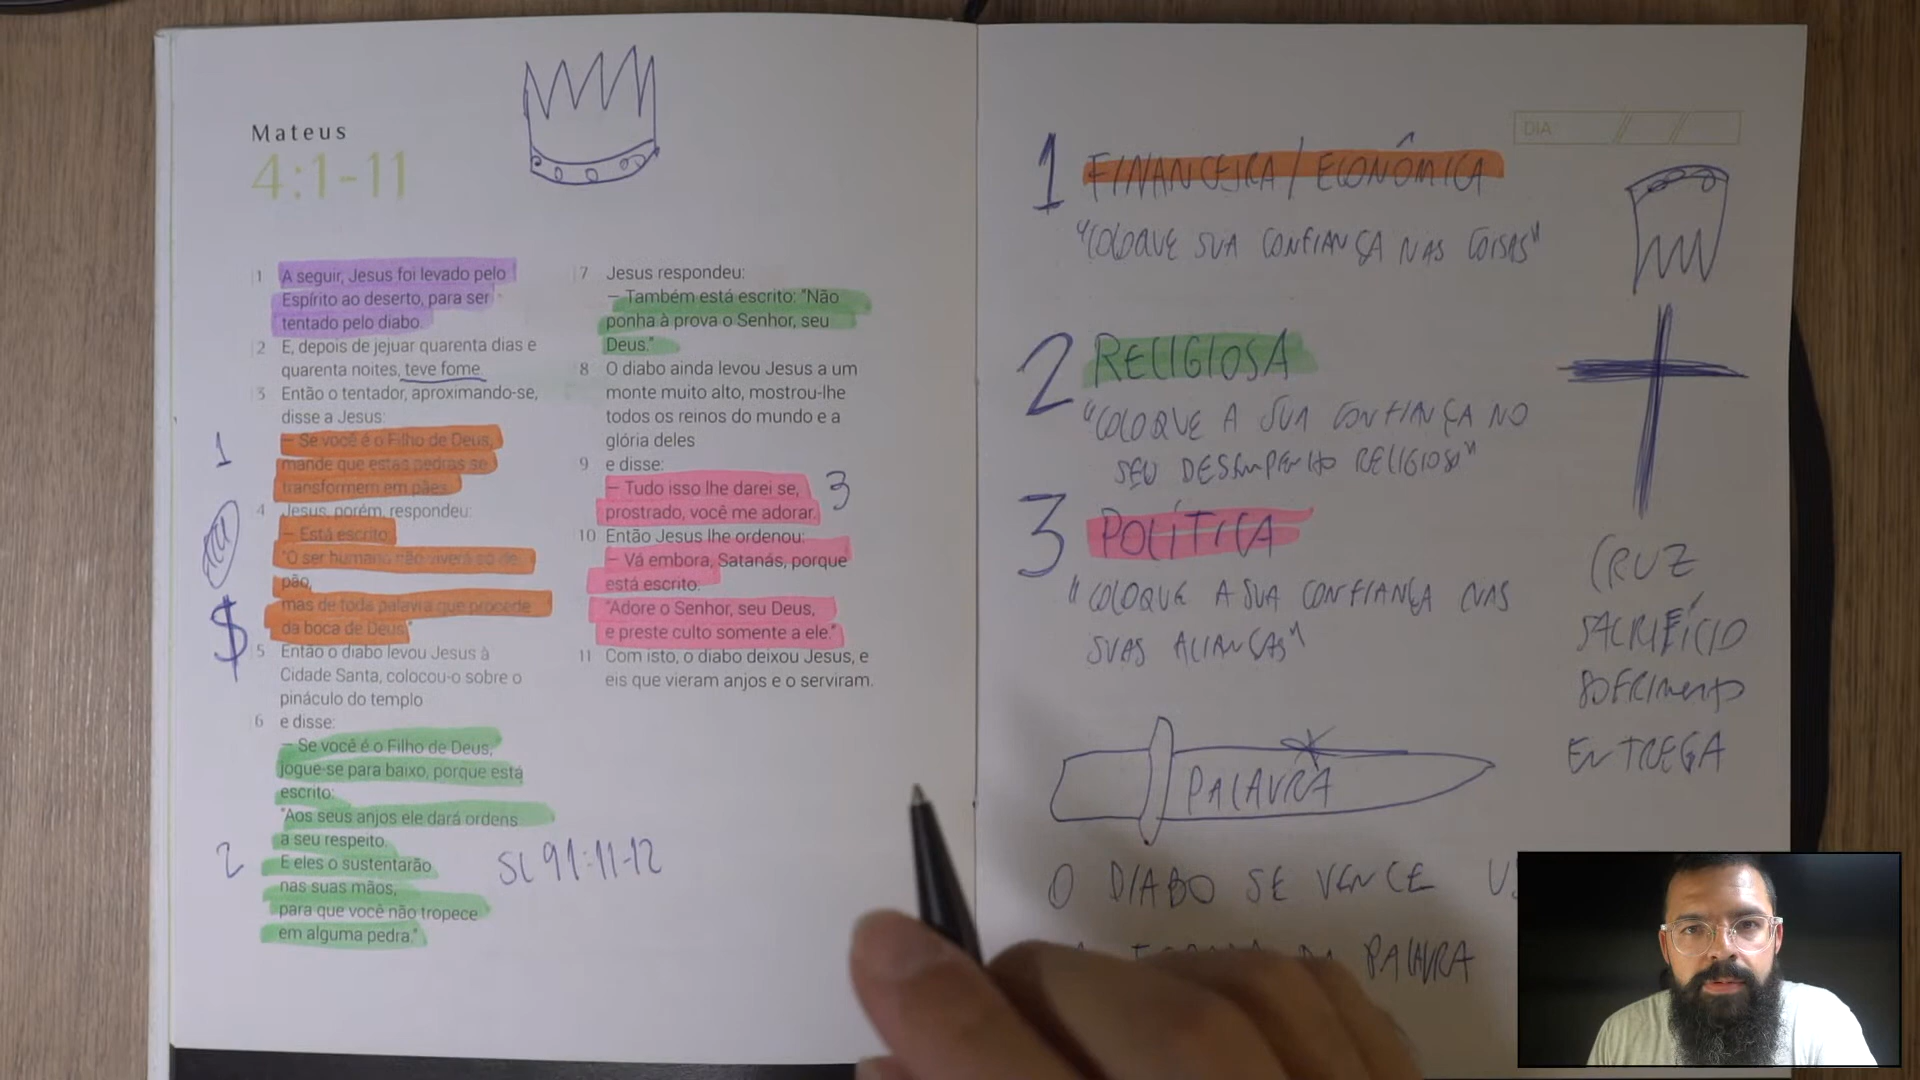 Mateus
4:1-11
1 A seguir, Jesus foi levado pelo
Espírito ao deserto, para ser
tentado pelo diabo.
2 E, depois de jejuar quarenta dias e
quarenta noites, teve fome.
3 Então o tentador, aproximando-se,
disse a Jesus:
1 — Se você é o Filho de Deus,
mande que estas pedras se
transformem em pães.
4 Jesus, porém, respondeu:
— Está escrito:
"O ser humano não viverá só de
pão,
mas de toda palavra que procede
da boca de Deus."
$
5 Então o diabo levou Jesus à
Cidade Santa, colocou-o sobre o
pináculo do templo
6 e disse:
— Se você é o Filho de Deus,
jogue-se para baixo, porque está
escrito:
"Aos seus anjos ele dará ordens
a seu respeito.
2 E eles o sustentarão
nas suas mãos,
para que você não tropece
em alguma pedra."
SL 91:11-12
7 Jesus respondeu:
— Também está escrito: "Não
ponha à prova o Senhor, seu
Deus."
8 O diabo ainda levou Jesus a um
monte muito alto, mostrou-lhe
todos os reinos do mundo e a
glória deles
9 e disse:
— Tudo isso lhe darei se, 3
prostrado, você me adorar.
10 Então Jesus lhe ordenou:
— Vá embora, Satanás, porque
está escrito:
"Adore o Senhor, seu Deus,
e preste culto somente a ele."
11 Com isto, o diabo deixou Jesus, e
eis que vieram anjos e o serviram.
DIA / /
1 FINANCEIRA / ECONÔMICA
"COLOQUE SUA CONFIANÇA NAS COISAS"
2 RELIGIOSA
"COLOQUE A SUA CONFIANÇA NO
SEU DESEMPENHO RELIGIOSO"
3 POLÍTICA
"COLOQUE A SUA CONFIANÇA NAS
SUAS ALIANÇAS"
CRUZ
SACRIFÍCIO
SOFRIMENTO
ENTREGA
PALAVRA
O DIABO SE VENCE
DA PALAVRA